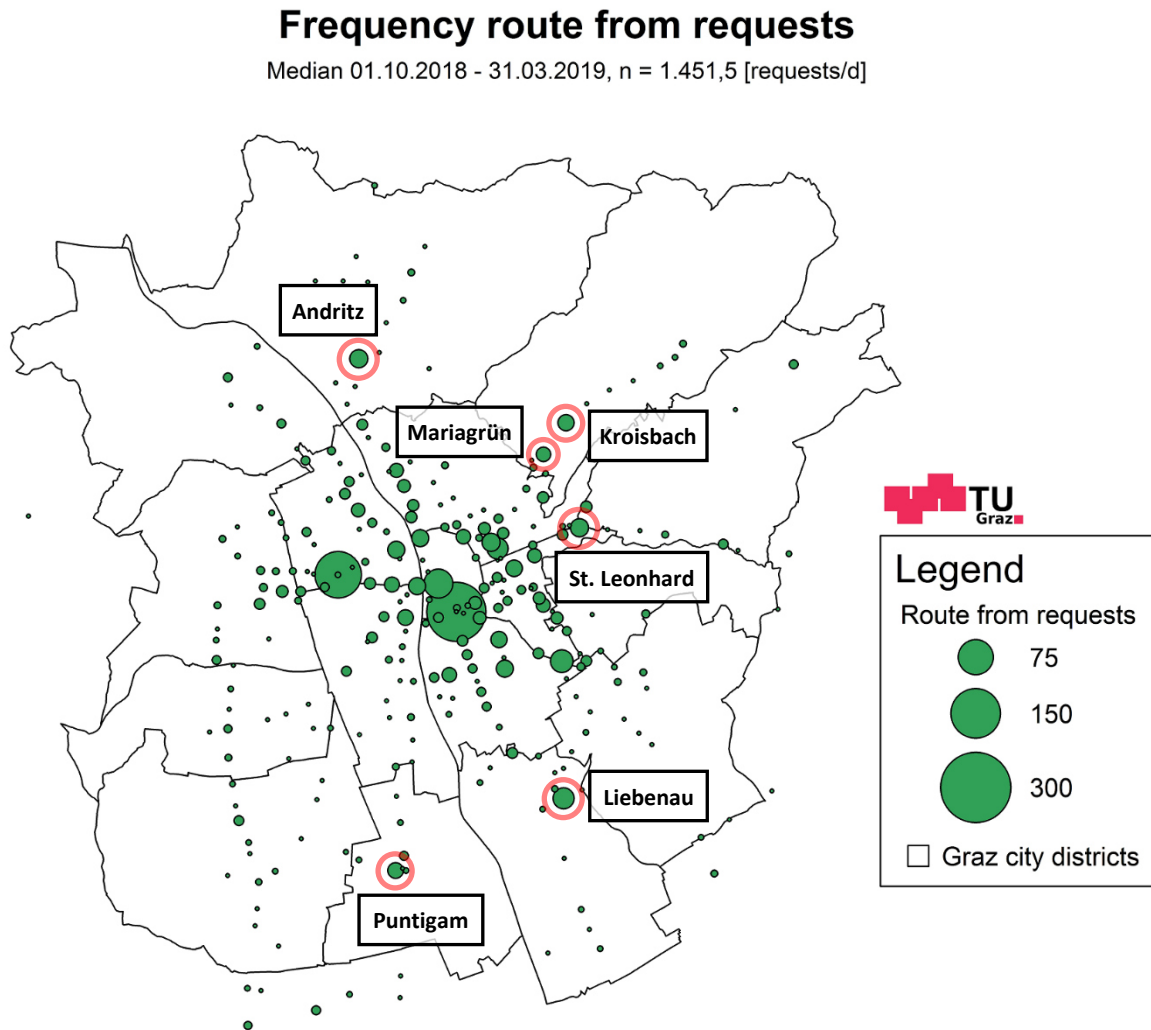 Frequency route from requests
Median 01.10.2018 - 31.03.2019, n = 1.451,5 [requests/d]
Andritz
Mariagrün
Kroisbach
TU
Graz
St. Leonhard
Legend
Route from requests
75
150
300
Graz city districts
Liebenau
Puntigam